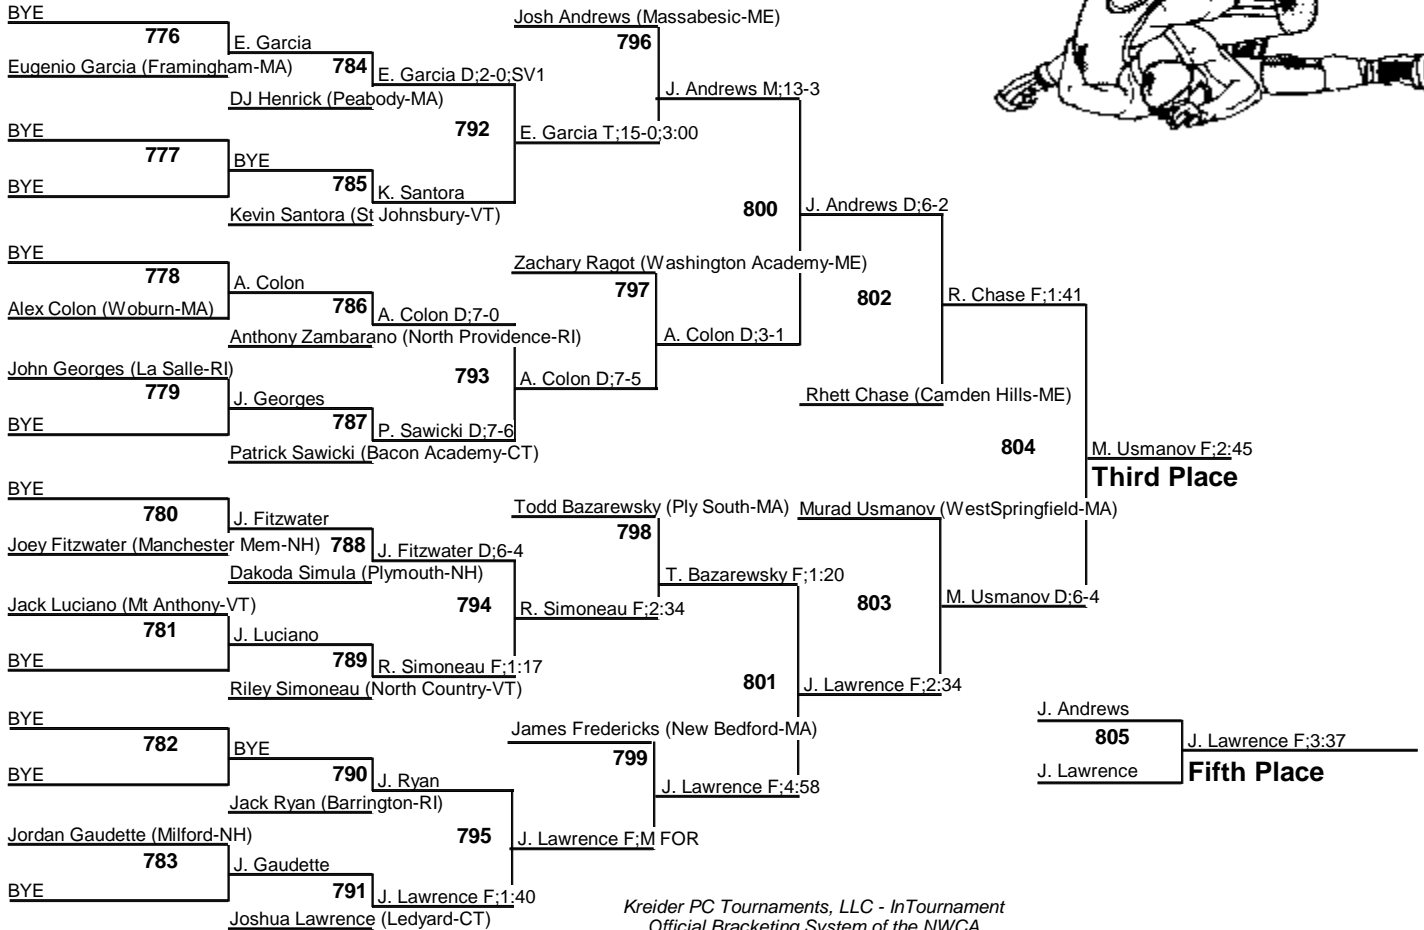 BYE
776
Eugenio Garcia (Framingham-MA)
E. Garcia
784
DJ Henrick (Peabody-MA)
E. Garcia D;2-0;SV1
BYE
777
BYE
BYE
785
Kevin Santora (St Johnsbury-VT)
K. Santora
792
E. Garcia T;15-0;3:00
Josh Andrews (Massabesic-ME)
796
J. Andrews M;13-3
BYE
778
Alex Colon (Woburn-MA)
A. Colon
786
Anthony Zambarano (North Providence-RI)
A. Colon D;7-0
John Georges (La Salle-RI)
779
BYE
J. Georges
787
Patrick Sawicki (Bacon Academy-CT)
P. Sawicki D;7-6
793
A. Colon D;7-5
Zachary Ragot (Washington Academy-ME)
797
A. Colon D;3-1
800
J. Andrews D;6-2
802
Rhett Chase (Camden Hills-ME)
R. Chase F;1:41
BYE
780
Joey Fitzwater (Manchester Mem-NH)
J. Fitzwater
788
Dakoda Simula (Plymouth-NH)
J. Fitzwater D;6-4
Jack Luciano (Mt Anthony-VT)
781
BYE
J. Luciano
789
Riley Simoneau (North Country-VT)
R. Simoneau F;1:17
794
R. Simoneau F;2:34
Todd Bazarewsky (Ply South-MA)
798
T. Bazarewsky F;1:20
BYE
782
BYE
BYE
790
Jack Ryan (Barrington-RI)
J. Ryan
Jordan Gaudette (Milford-NH)
783
BYE
J. Gaudette
791
Joshua Lawrence (Ledyard-CT)
J. Lawrence F;1:40
795
J. Lawrence F;M FOR
James Fredericks (New Bedford-MA)
799
J. Lawrence F;4:58
801
J. Lawrence F;2:34
Murad Usmanov (WestSpringfield-MA)
803
M. Usmanov D;6-4
804
M. Usmanov F;2:45
Third Place
J. Andrews
805
J. Lawrence
J. Lawrence F;3:37
Fifth Place
Kreider PC Tournaments, LLC - InTournament
Official Bracketing System of the NWCA